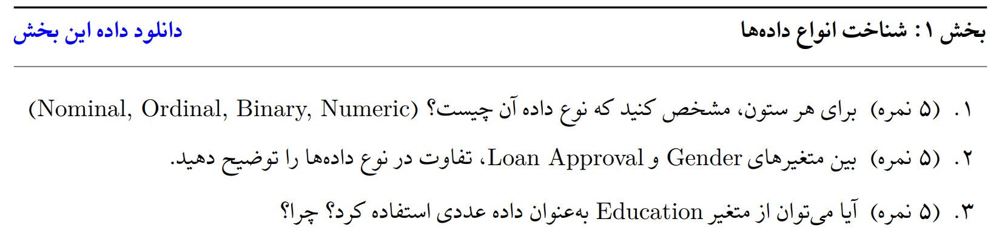 بخش ۱: شناخت انواع داده‌ها دانلود داده این بخش
۱. (۵ نمره) برای هر ستون، مشخص کنید که نوع داده آن چیست؟ (Nominal, Ordinal, Binary, Numeric)
۲. (۵ نمره) بین متغیرهای Gender و Loan Approval، تفاوت در نوع داده‌ها را توضیح دهید.
۳. (۵ نمره) آیا می‌توان از متغیر Education به‌عنوان داده عددی استفاده کرد؟ چرا؟